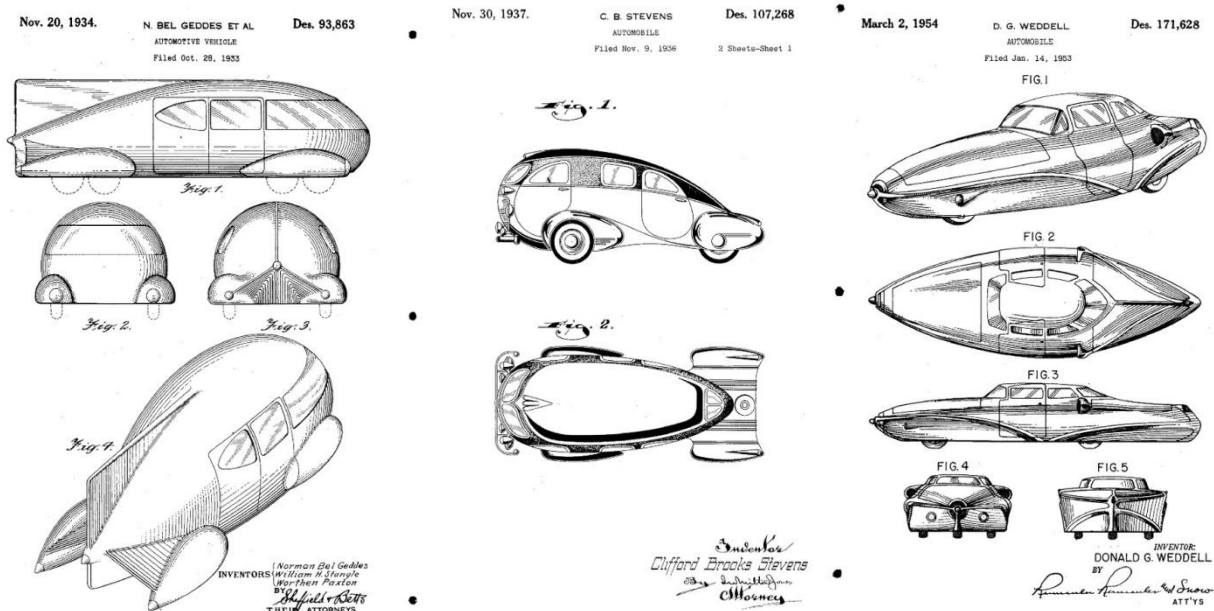 Nov. 20, 1934.
N. BEL GEDDES ET AL
Des. 93,863
AUTOMOTIVE VEHICLE
Filed Oct. 28, 1933
Fig. 1.
Fig. 2.
Fig. 3.
Fig. 4.
INVENTORS
Norman Bel Geddes
William H. Stangle
Worthen Paxton
BY
Sheffield & Betts
THEIR ATTORNEYS
Nov. 30, 1937.
C. B. STEVENS
Des. 107,268
AUTOMOBILE
Filed Nov. 9, 1936
2 Sheets-Sheet 1
Fig. 1.
Fig. 2.
Inventor
Clifford Brooks Stevens
By
Attorney
March 2, 1954
D. G. WEDDELL
Des. 171,628
AUTOMOBILE
Filed Jan. 14, 1953
FIG. 1
FIG. 2
FIG. 3
FIG. 4
FIG. 5
INVENTOR:
DONALD G. WEDDELL
BY
ATT'YS